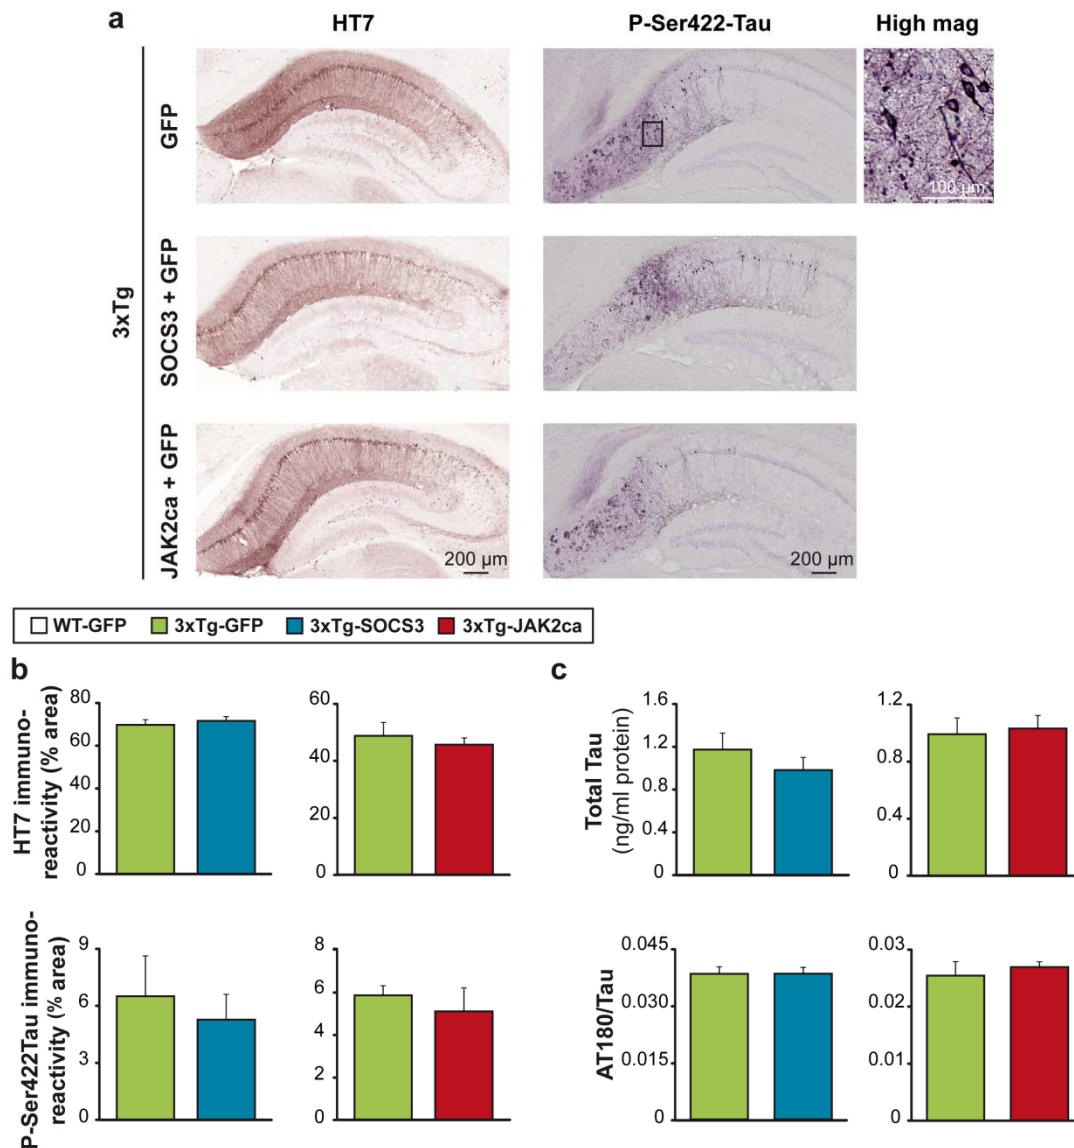 a
HT7
P-Ser422-Tau
High mag
3xTg
GFP
100 µm
SOCS3 + GFP
JAK2ca + GFP
200 µm
200 µm
WT-GFP 3xTg-GFP 3xTg-SOCS3 3xTg-JAK2ca
b
HT7 immuno-
reactivity (% area)
80
60
40
20
0
60
40
20
0
P-Ser422Tau immuno-
reactivity (% area)
9
6
3
0
8
6
4
2
0
c
Total Tau
(ng/ml protein)
1.6
1.2
0.8
0.4
0
1.2
0.8
0.4
0
AT180/Tau
0.045
0.030
0.015
0
0.03
0.02
0.01
0